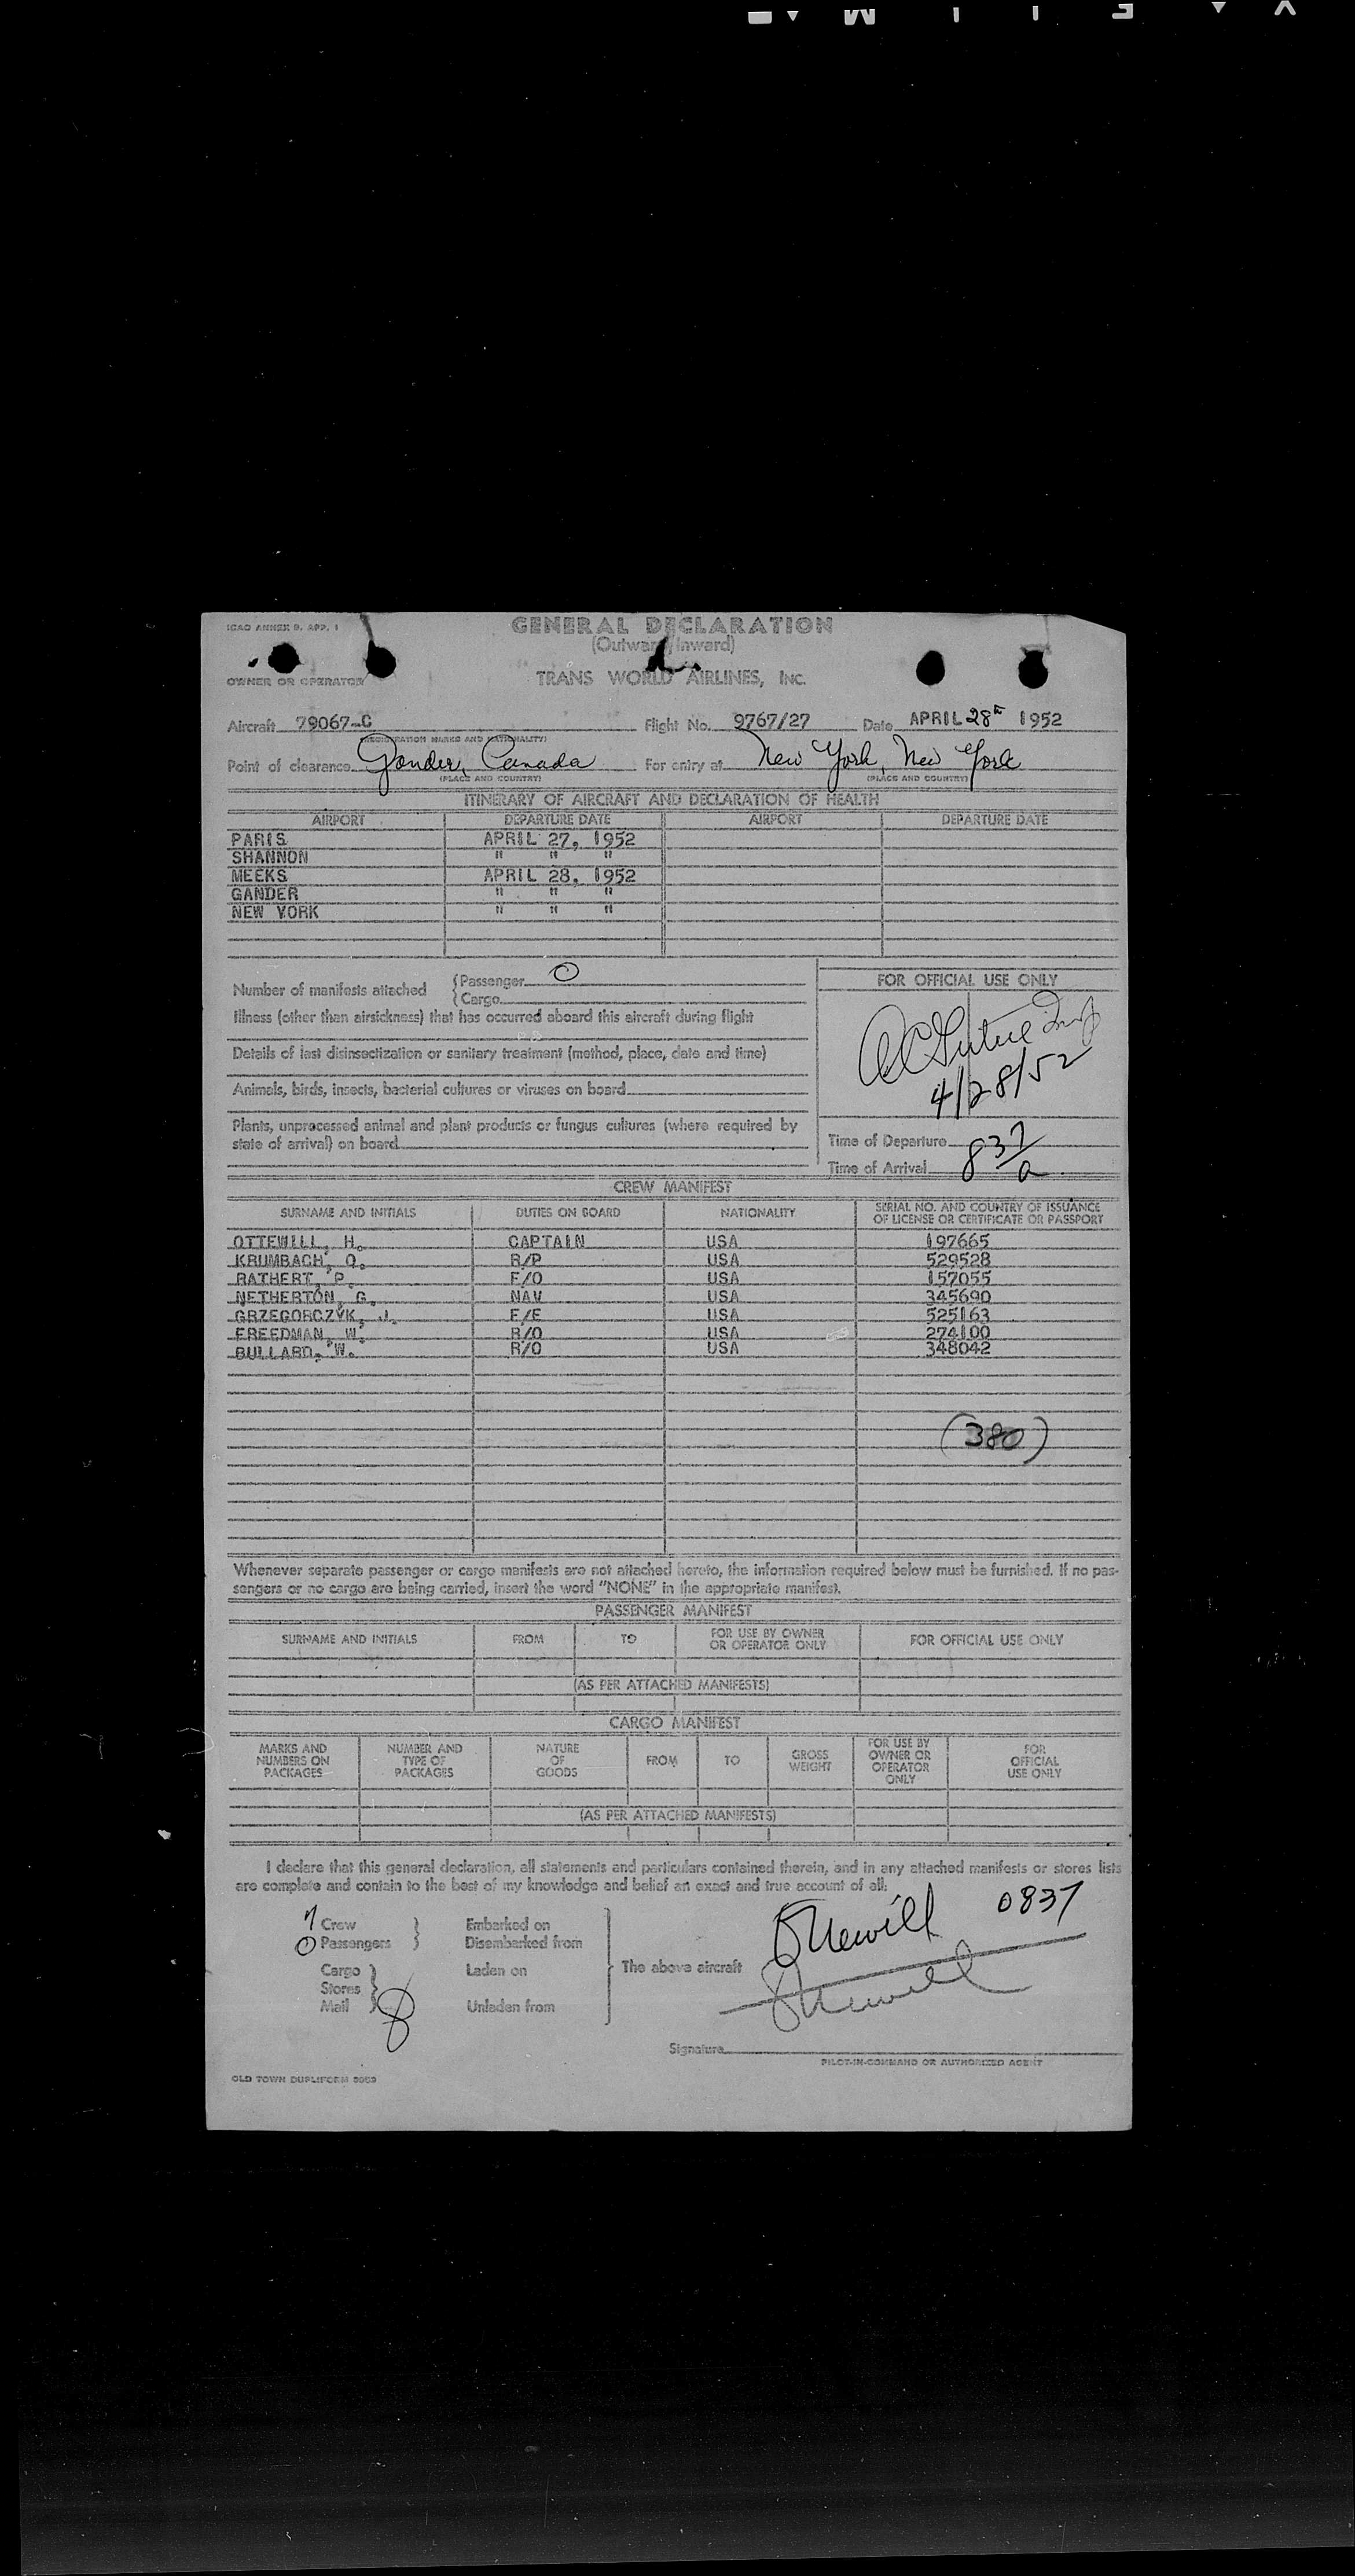 ICAO ANNEX 9, APP. 1
GENERAL DECLARATION
(Outward/Inward)
OWNER OR OPERATOR TRANS WORLD AIRLINES, INC.
Aircraft 79067-C Flight No. 9767/27 Date APRIL 28th 1952
(REGISTRATION MARKS AND NATIONALITY)
Point of clearance Gander, Canada For entry at New York, New York
(PLACE AND COUNTRY) (PLACE AND COUNTRY)
ITINERARY OF AIRCRAFT AND DECLARATION OF HEALTH
AIRPORT DEPARTURE DATE AIRPORT DEPARTURE DATE
PARIS APRIL 27, 1952
SHANNON " " "
MEEKS APRIL 28, 1952
GANDER " " "
NEW YORK " " "
Number of manifests attached { Passenger 0
{ Cargo
Illness (other than airsickness) that has occurred aboard this aircraft during flight
Details of last disinsectization or sanitary treatment (method, place, date and time)
Animals, birds, insects, bacterial cultures or viruses on board
Plants, unprocessed animal and plant products or fungus cultures (where required by
state of arrival) on board
FOR OFFICIAL USE ONLY
4/28/52
Time of Departure
Time of Arrival 837/a
CREW MANIFEST
SURNAME AND INITIALS DUTIES ON BOARD NATIONALITY SERIAL NO. AND COUNTRY OF ISSUANCE
OF LICENSE OR CERTIFICATE OR PASSPORT
OTTEWILL, H. CAPTAIN USA 197665
KRUMBACH, O. R/P USA 529528
RATHERT, P. F/O USA 157055
NETHERTON, G. NAV USA 345690
GRZEGORCZYK, J. F/E USA 525163
FREEDMAN, W. R/O USA 274100
BULLARD, W. R/O USA 348042
(380)
Whenever separate passenger or cargo manifests are not attached hereto, the information required below must be furnished. If no pas-
sengers or no cargo are being carried, insert the word "NONE" in the appropriate manifest.
PASSENGER MANIFEST
SURNAME AND INITIALS FROM TO FOR USE BY OWNER OR OPERATOR ONLY FOR OFFICIAL USE ONLY
(AS PER ATTACHED MANIFESTS)
CARGO MANIFEST
MARKS AND NUMBERS ON PACKAGES NUMBER AND TYPE OF PACKAGES NATURE OF GOODS FROM TO GROSS WEIGHT FOR USE BY OWNER OR OPERATOR ONLY FOR OFFICIAL USE ONLY
(AS PER ATTACHED MANIFESTS)
I declare that this general declaration, all statements and particulars contained therein, and in any attached manifests or stores lists
are complete and contain to the best of my knowledge and belief an exact and true account of all:
7 Crew } Embarked on
0 Passengers } Disembarked from
Cargo } Laden on
Stores
Mail } Unladen from
The above aircraft
Ottewill 0837
Ottewill
Signature
PILOT-IN-COMMAND OR AUTHORIZED AGENT
OLD TOWN DUPLIFORM